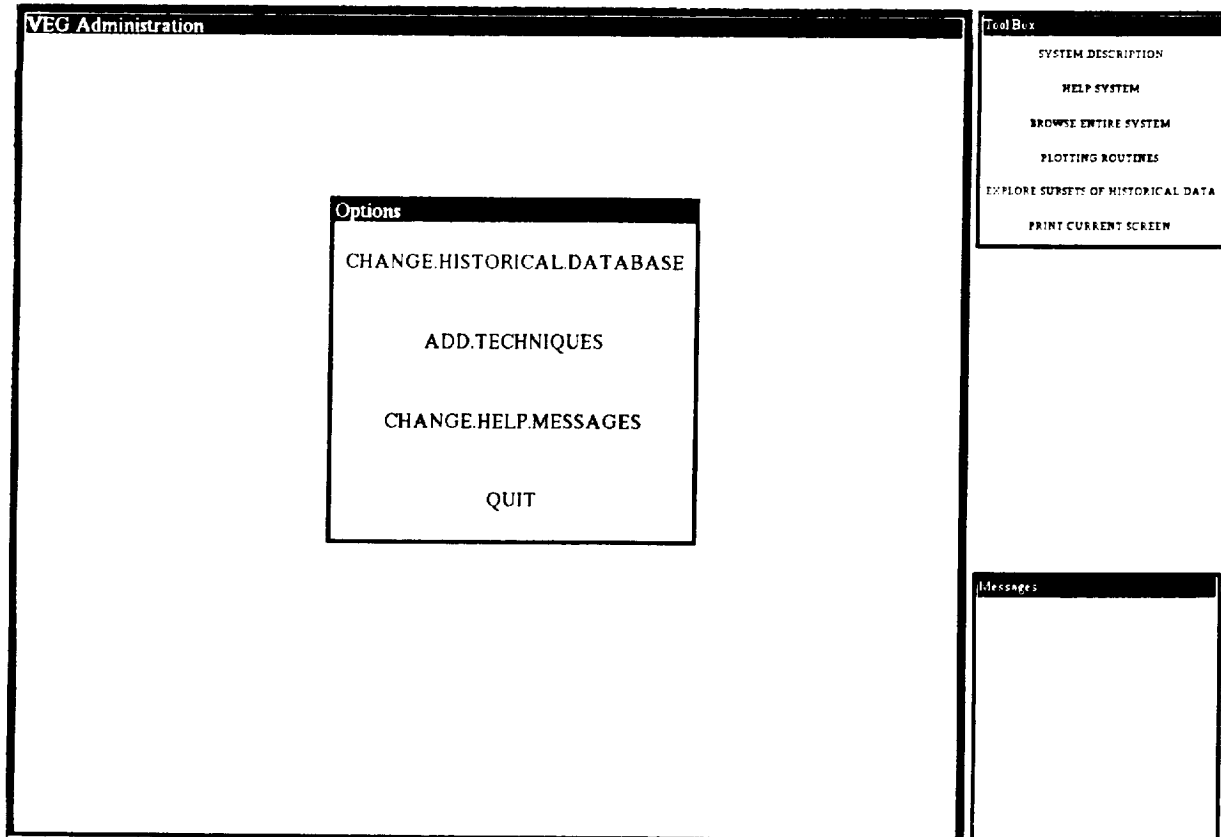 VEG Administration
Options
CHANGE.HISTORICAL.DATABASE
ADD.TECHNIQUES
CHANGE.HELP.MESSAGES
QUIT
Tool Box
SYSTEM DESCRIPTION
HELP SYSTEM
BROWSE ENTIRE SYSTEM
PLOTTING ROUTINES
EXPLORE SUBSETS OF HISTORICAL DATA
PRINT CURRENT SCREEN
Messages